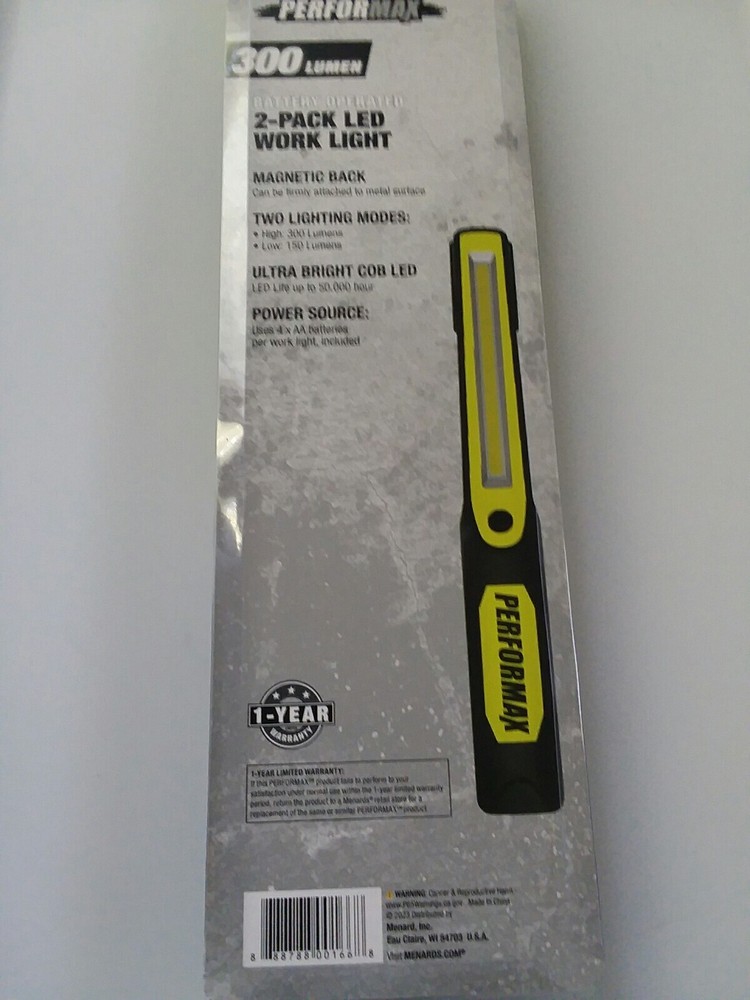 PERFORMAX
300 LUMEN
BATTERY OPERATED
2-PACK LED
WORK LIGHT
MAGNETIC BACK
Can be firmly attached to metal surface
TWO LIGHTING MODES:
• High: 300 Lumens
• Low: 150 Lumens
ULTRA BRIGHT COB LED
LED Life up to 50,000 hour
POWER SOURCE:
Uses 4 x AA batteries
per work light, included
PERFORMAX
1-YEAR
WARRANTY
1-YEAR LIMITED WARRANTY:
If this PERFORMAX™ product fails to perform to your
satisfaction under normal use within the 1-year limited warranty
period, return the product to a Menards® retail store for a
replacement of the same or similar PERFORMAX™ product
8 88788 00166 8
WARNING: Cancer & Reproductive Harm -
www.P65Warnings.ca.gov Made in China
© 2023 Distributed by
Menard, Inc.
Eau Claire, WI 54703 U.S.A.
Visit MENARDS.COM®